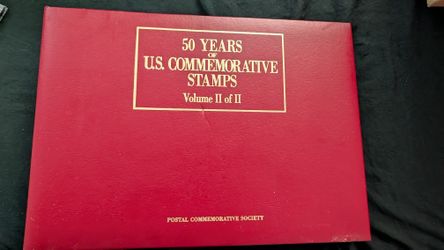 50 YEARS
OF
U.S. COMMEMORATIVE
STAMPS
Volume II of II
POSTAL COMMEMORATIVE SOCIETY